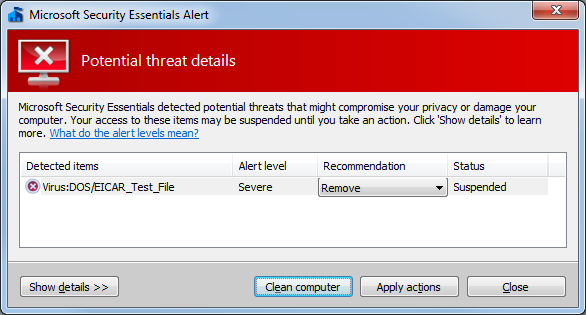 Microsoft Security Essentials Alert
Potential threat details
Microsoft Security Essentials detected potential threats that might compromise your privacy or damage your
computer. Your access to these items may be suspended until you take an action. Click 'Show details' to learn
more. What do the alert levels mean?
Detected items Alert level Recommendation Status
Virus:DOS/EICAR_Test_File Severe Remove Suspended
Show details >> Clean computer Apply actions Close